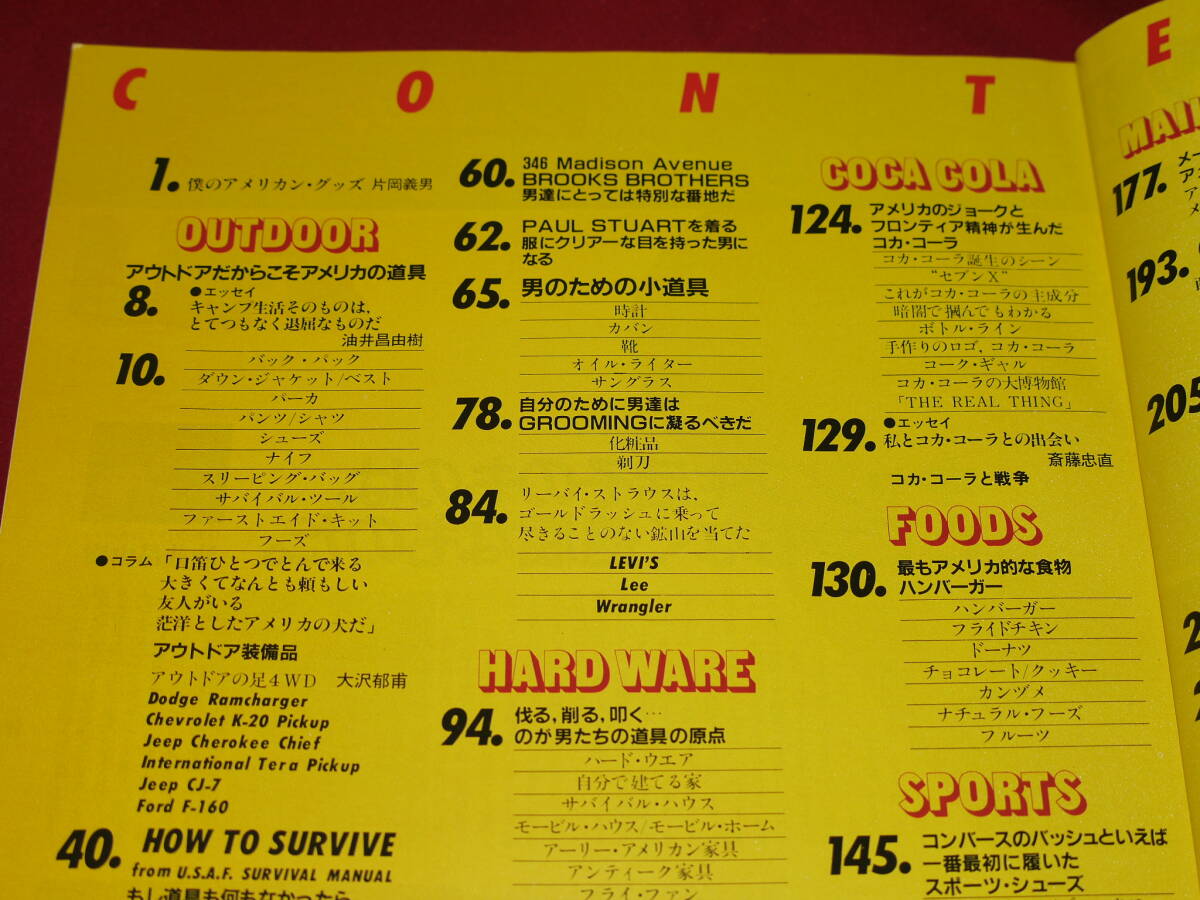 C O N T E
1. 僕のアメリカン・グッズ 片岡義男
OUTDOOR
アウトドアだからこそアメリカの道具
8. ●エッセイ
キャンプ生活そのものは,
とてつもなく退屈なものだ
油井昌由樹
10. バック・パック
ダウン・ジャケット/ベスト
パーカ
パンツ/シャツ
シューズ
ナイフ
スリーピング・バッグ
サバイバル・ツール
ファーストエイド・キット
フーズ
●コラム「口笛ひとつでとんで来る
大きくてなんとも頼もしい
友人がいる
茫洋としたアメリカの犬だ」
アウトドア装備品
アウトドアの足4WD 大沢郁甫
Dodge Ramcharger
Chevrolet K-20 Pickup
Jeep Cherokee Chief
International Tera Pickup
Jeep CJ-7
Ford F-160
40. HOW TO SURVIVE
from U.S.A.F. SURVIVAL MANUAL
もし道具も何もなかったら
60. 346 Madison Avenue
BROOKS BROTHERS
男達にとっては特別な番地だ
62. PAUL STUARTを着る
服にクリアーな目を持った男に
なる
65. 男のための小道具
時計
カバン
靴
オイル・ライター
サングラス
78. 自分のために男達は
GROOMINGに凝るべきだ
化粧品
剃刀
84. リーバイ・ストラウスは,
ゴールドラッシュに乗って
尽きることのない鉱山を当てた
LEVI'S
Lee
Wrangler
HARD WARE
94. 伐る,削る,叩く…
のが男たちの道具の原点
ハード・ウエア
自分で建てる家
サバイバル・ハウス
モービル・ハウス/モービル・ホーム
アーリー・アメリカン家具
アンティーク家具
フライ・ファン
COCA COLA
124. アメリカのジョークと
フロンティア精神が生んだ
コカ・コーラ
コカ・コーラ誕生のシーン
“セブンX”
これがコカ・コーラの主成分
暗闇で掴んでもわかる
ボトル・ライン
手作りのロゴ,コカ・コーラ
コーク・ギャル
コカ・コーラの大博物館
「THE REAL THING」
129. ●エッセイ
私とコカ・コーラとの出会い
斎藤忠直
コカ・コーラと戦争
FOODS
130. 最もアメリカ的な食物
ハンバーガー
ハンバーガー
フライドチキン
ドーナツ
チョコレート/クッキー
カンヅメ
ナチュラル・フーズ
フルーツ
SPORTS
145. コンバースのバッシュといえば
一番最初に履いた
スポーツ・シューズ
MAI
177. メー
193.
205